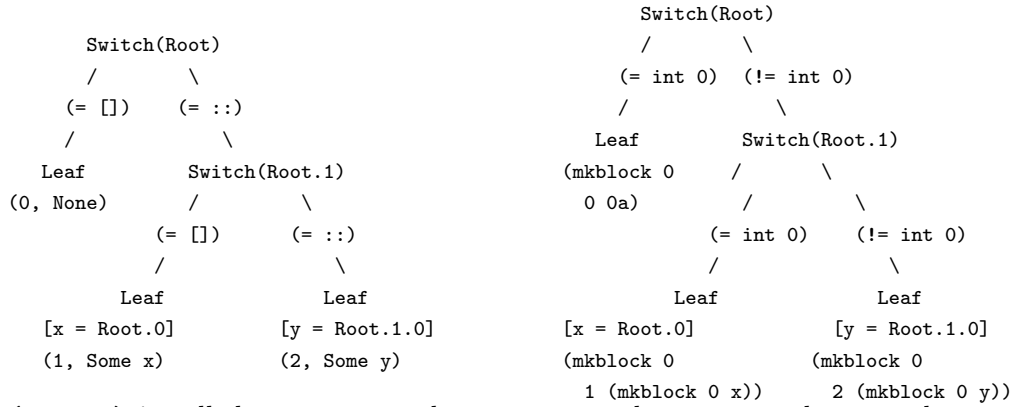 Switch(Root)
/ \
(= []) (= ::)
/ \
Leaf Switch(Root.1)
(0, None) / \
(= []) (= ::)
/ \
Leaf Leaf
[x = Root.0] [y = Root.1.0]
(1, Some x) (2, Some y)
Switch(Root)
/ \
(= int 0) (!= int 0)
/ \
Leaf Switch(Root.1)
(mkblock 0 / \
0 0a) / \
(= int 0) (!= int 0)
/ \
Leaf Leaf
[x = Root.0] [y = Root.1.0]
(mkblock 0 (mkblock 0
1 (mkblock 0 x)) 2 (mkblock 0 y))